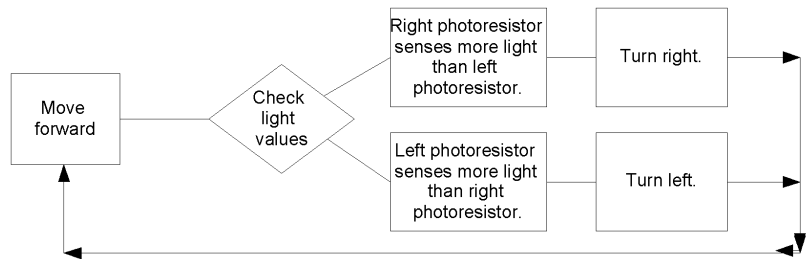 Move
forward
Check
light
values
Right photoresistor
senses more light
than left
photoresistor.
Turn right.
Left photoresistor
senses more light
than right
photoresistor.
Turn left.